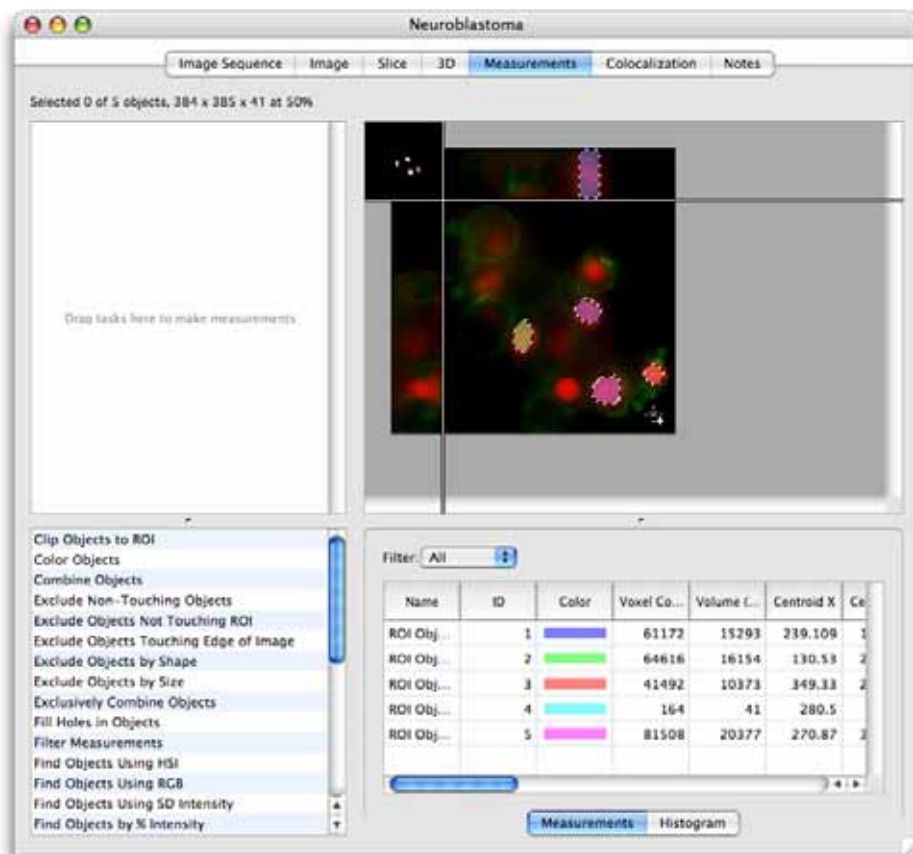 Neuroblastoma
Image Sequence Image Slice 3D Measurements Colocalization Notes
Selected 0 of 5 objects, 384 x 385 x 41 at 50%
Drag tasks here to make measurements
Clip Objects to ROI
Color Objects
Combine Objects
Exclude Non-Touching Objects
Exclude Objects Not Touching ROI
Exclude Objects Touching Edge of Image
Exclude Objects by Shape
Exclude Objects by Size
Exclusively Combine Objects
Fill Holes in Objects
Filter Measurements
Find Objects Using HSI
Find Objects Using RGB
Find Objects Using SD Intensity
Find Objects by % Intensity
Filter: All
Name ID Color Voxel Co... Volume (... Centroid X Ce
ROI Obj... 1 61172 15293 239.109 1
ROI Obj... 2 64616 16154 130.53 2
ROI Obj... 3 41492 10373 349.33 2
ROI Obj... 4 164 41 280.5
ROI Obj... 5 81508 20377 270.87 3
Measurements Histogram